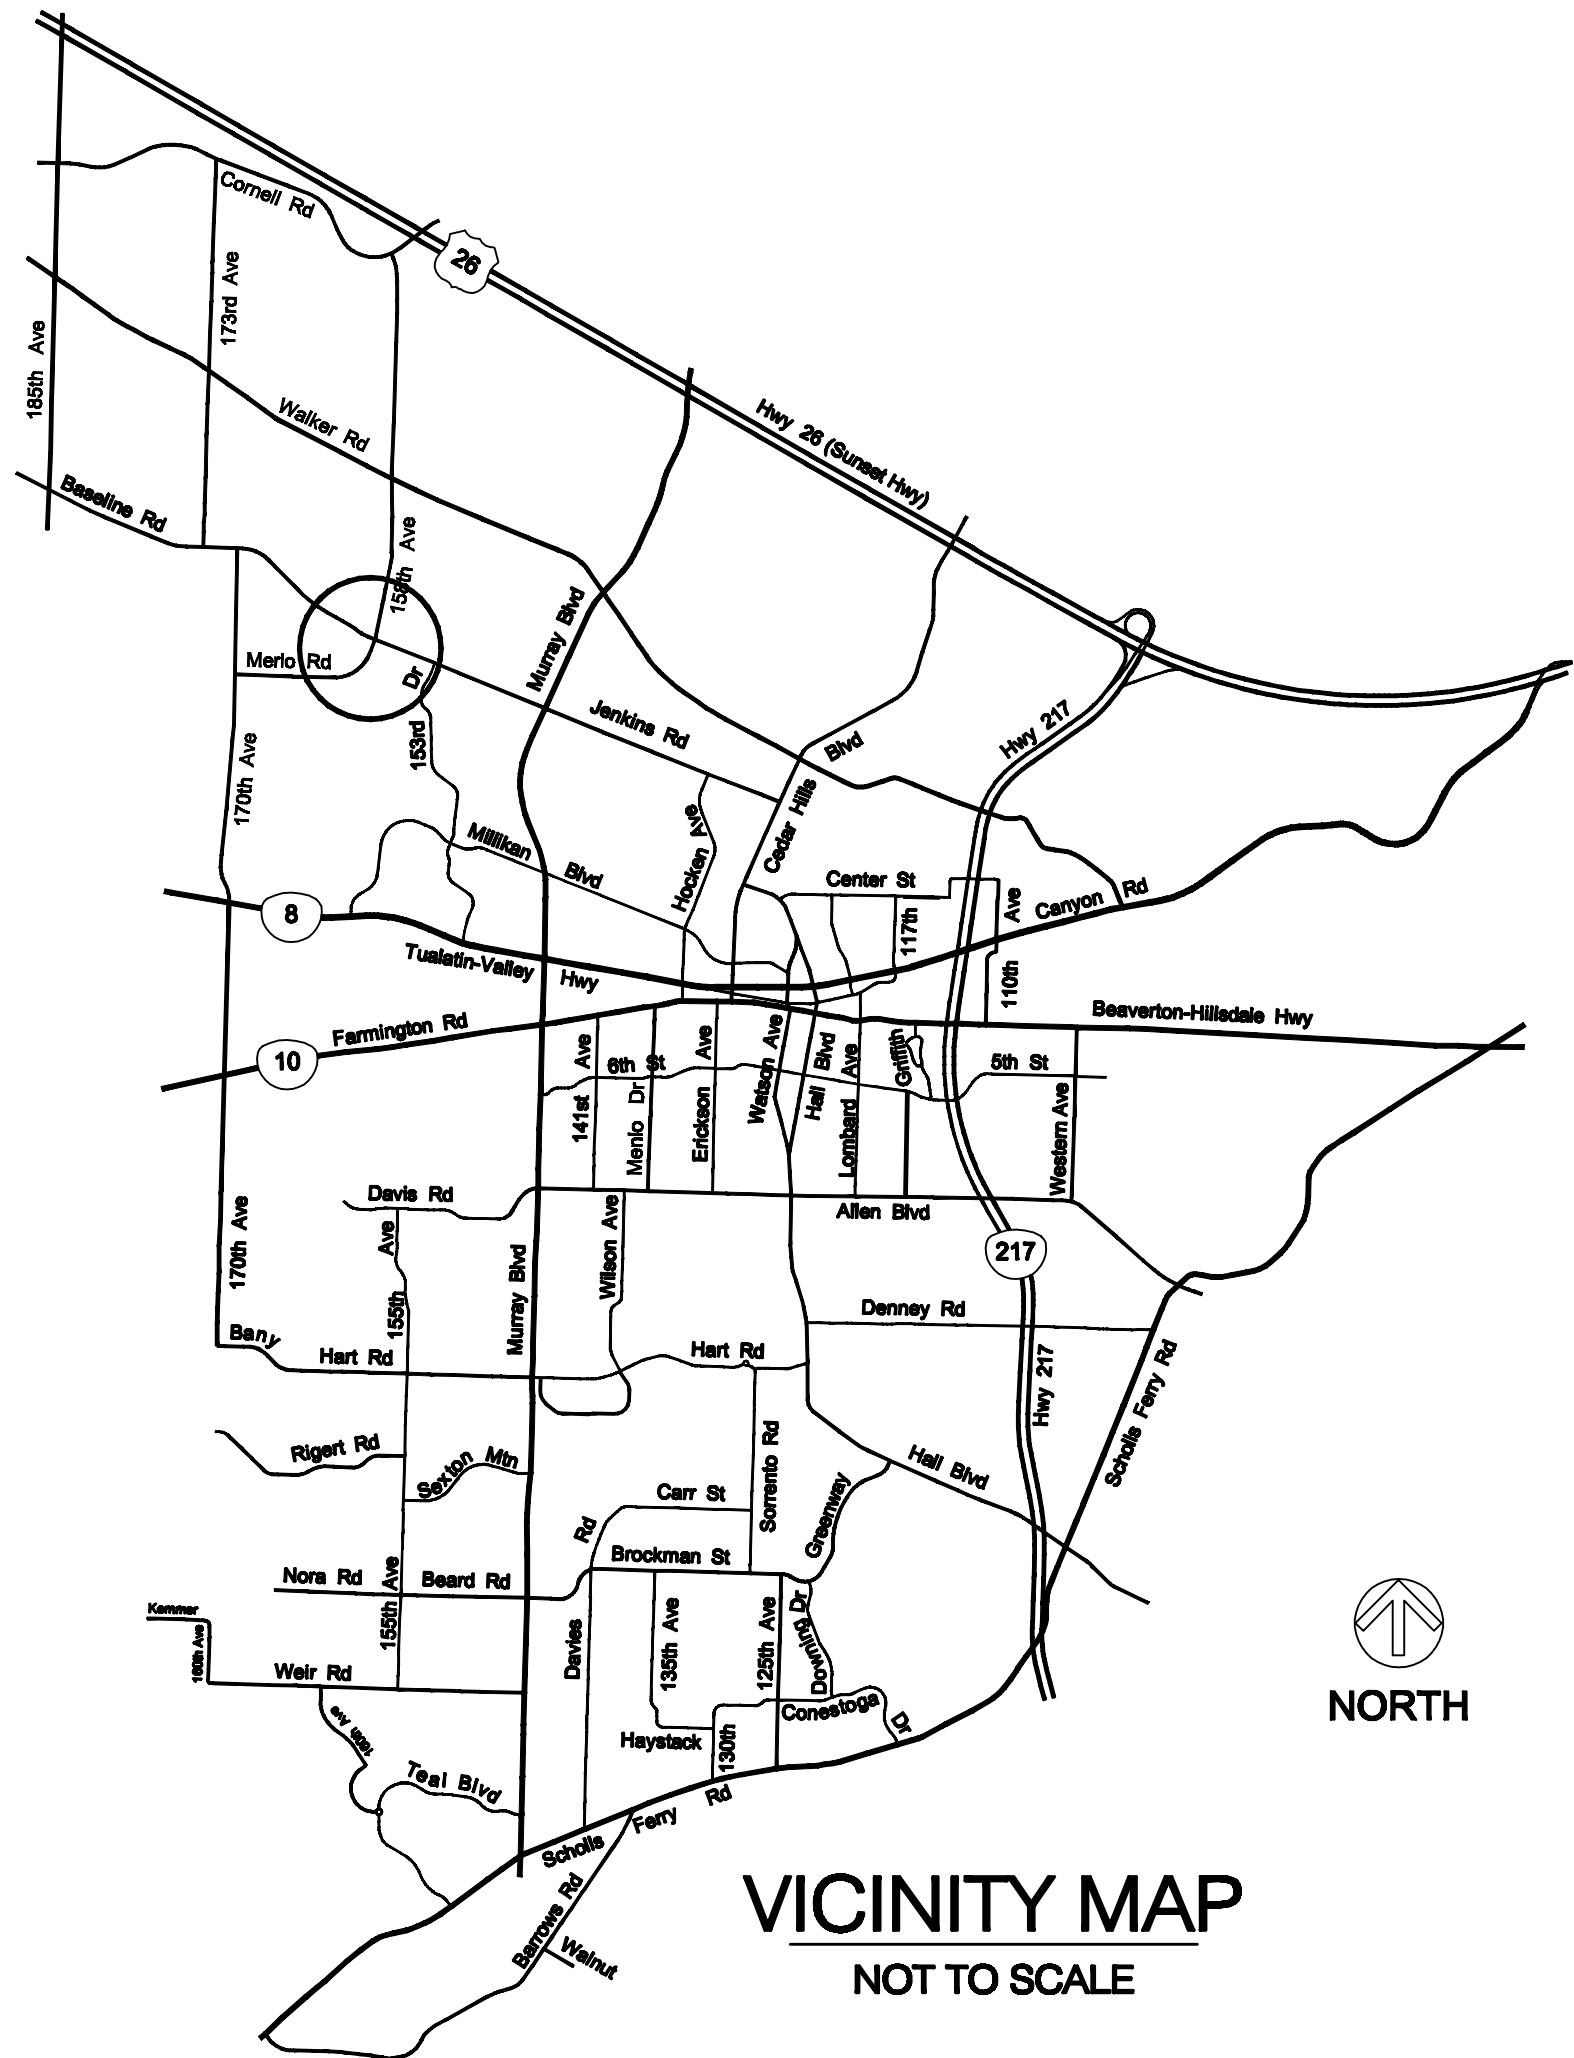 Cornell Rd
26
173rd Ave
185th Ave
Walker Rd
Hwy 26 (Sunset Hwy)
Baseline Rd
158th Ave
Murray Blvd
Merlo Rd
153rd Dr
Jenkins Rd
Hwy 217
170th Ave
Cedar Hills Blvd
Millikan Blvd
Hocken Ave
Center St
117th
110th Ave
Canyon Rd
8
Tualatin-Valley Hwy
Farmington Rd
10
Beaverton-Hillsdale Hwy
141st Ave
6th St
Menlo Dr
Erickson Ave
Watson Ave
Hall Blvd
Lombard Ave
Griffith
5th St
Western Ave
Davis Rd
Allen Blvd
170th Ave
155th Ave
Murray Blvd
Wilson Ave
217
Denney Rd
Bany
Hart Rd
Hart Rd
Hwy 217
Scholls Ferry Rd
Rigert Rd
Sexton Mtn
Sorrento Rd
Hall Blvd
Carr St
Greenway
Brockman St
Nora Rd
Beard Rd
155th Ave
Davies Rd
135th Ave
125th Ave
Downing Dr
Kemmer
160th Ave
Weir Rd
160th Ave
Haystack
130th
Conestoga Dr
NORTH
Teal Blvd
Scholls Ferry Rd
Barrows Rd
Walnut
VICINITY MAP
NOT TO SCALE